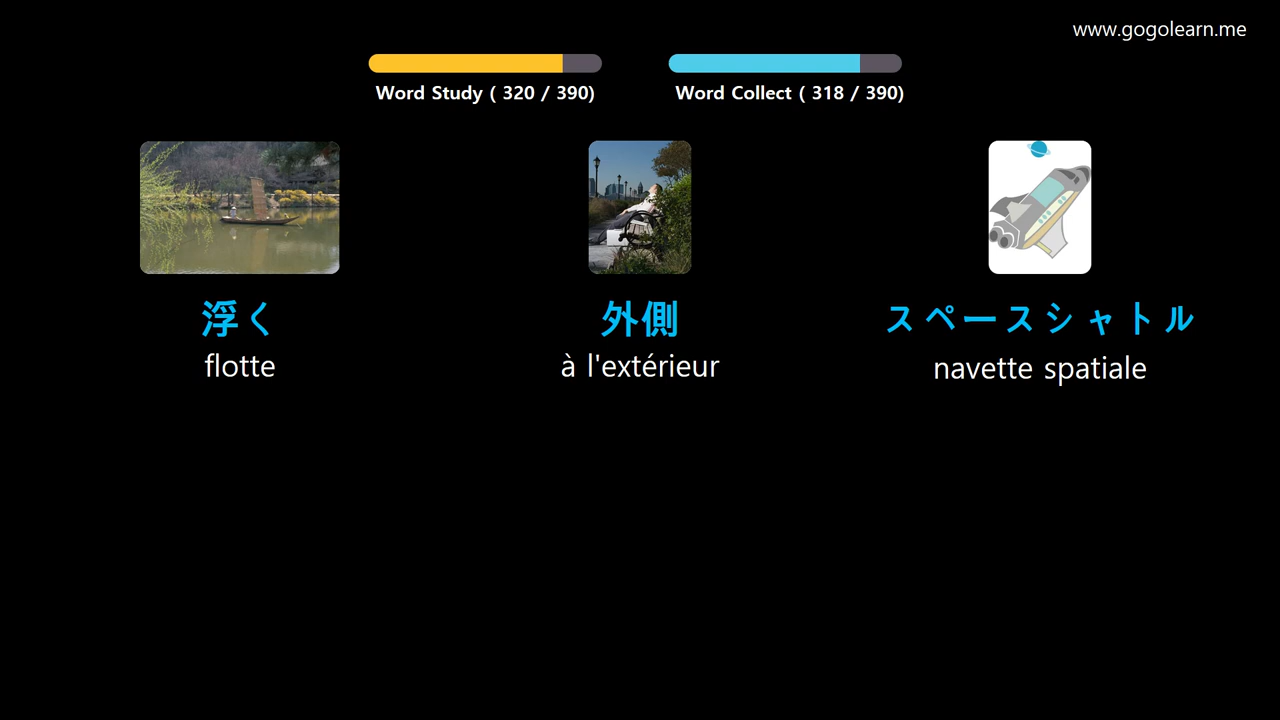 www.gogolearn.me
Word Study ( 320 / 390)
Word Collect ( 318 / 390)
浮く
flotte
外側
à l'extérieur
スペースシャトル
navette spatiale